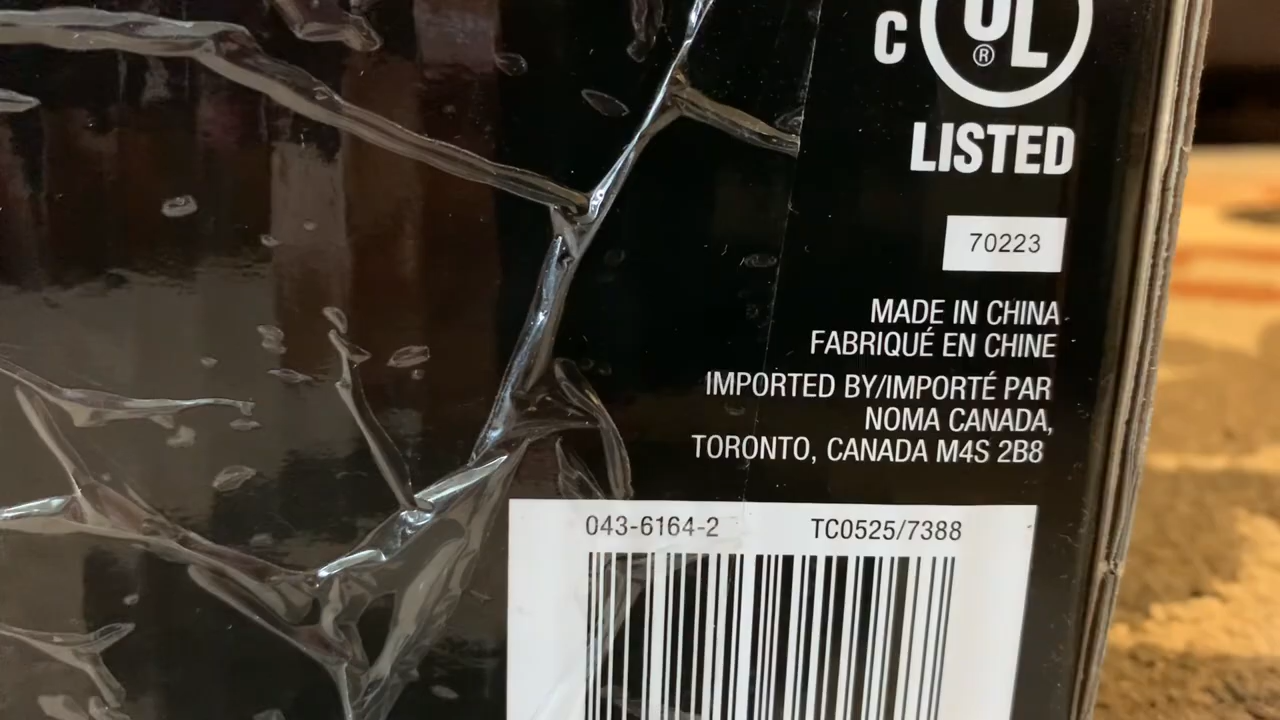 C UL
®
LISTED
70223
MADE IN CHINA
FABRIQUÉ EN CHINE
IMPORTED BY/IMPORTÉ PAR
NOMA CANADA,
TORONTO, CANADA M4S 2B8
043-6164-2 TC0525/7388